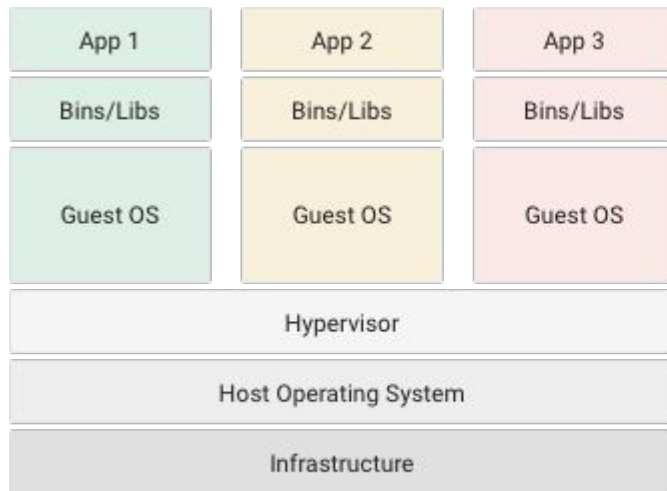 App 1
App 2
App 3
Bins/Libs
Bins/Libs
Bins/Libs
Guest OS
Guest OS
Guest OS
Hypervisor
Host Operating System
Infrastructure